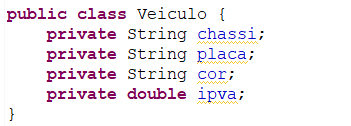 public class Veiculo {
    private String chassi;
    private String placa;
    private String cor;
    private double ipva;
}